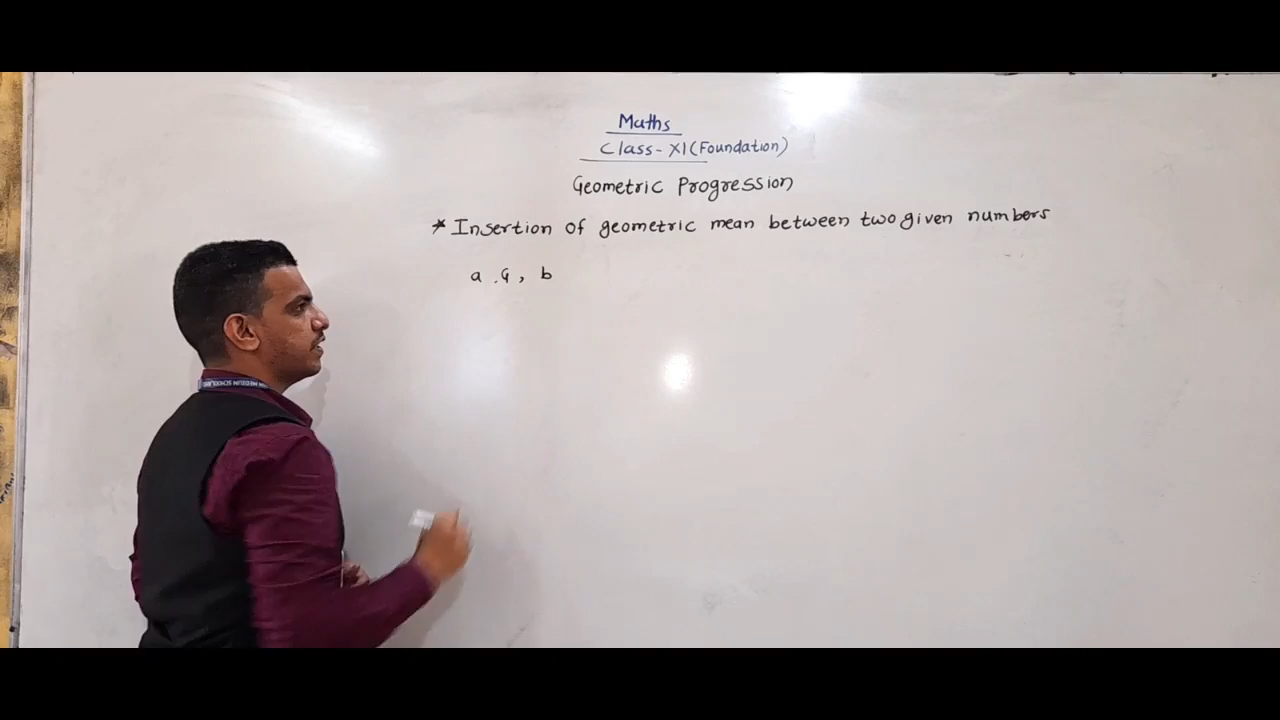 Maths
Class-XI (Foundation)
Geometric Progression
* Insertion of geometric mean between two given numbers
a , G , b